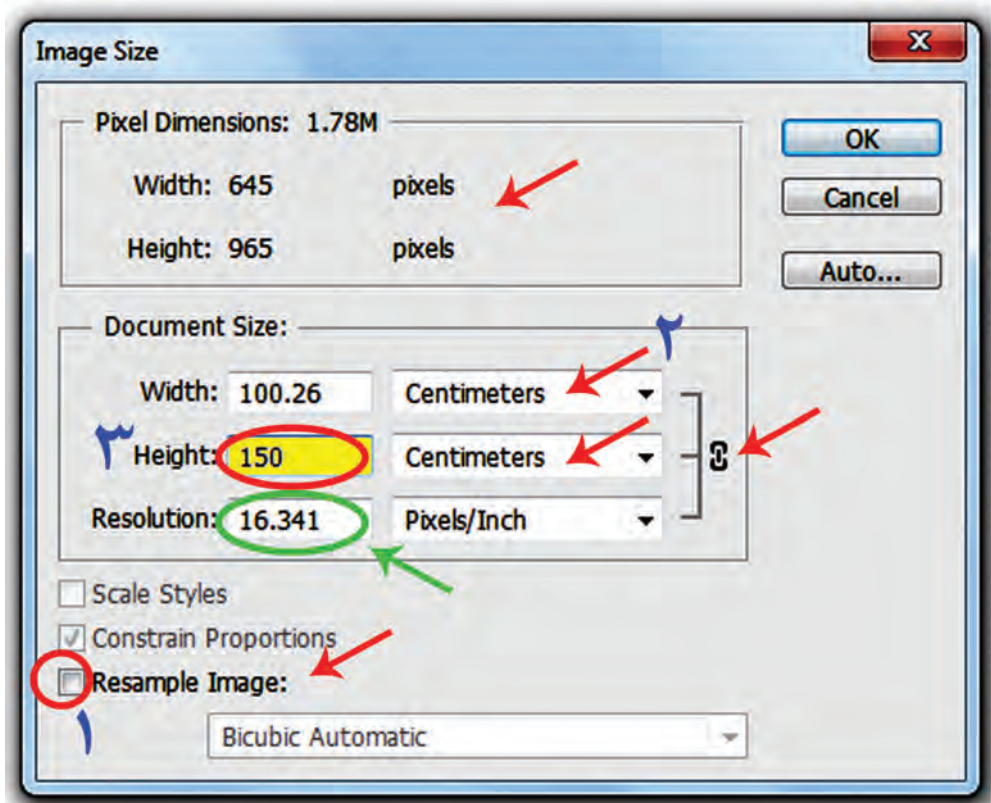 Image Size
Pixel Dimensions: 1.78M
Width: 645 pixels
Height: 965 pixels
OK
Cancel
Auto...
Document Size:
۲
Width: 100.26 Centimeters
۳ Height: 150 Centimeters
Resolution: 16.341 Pixels/Inch
Scale Styles
Constrain Proportions
Resample Image:
۱
Bicubic Automatic